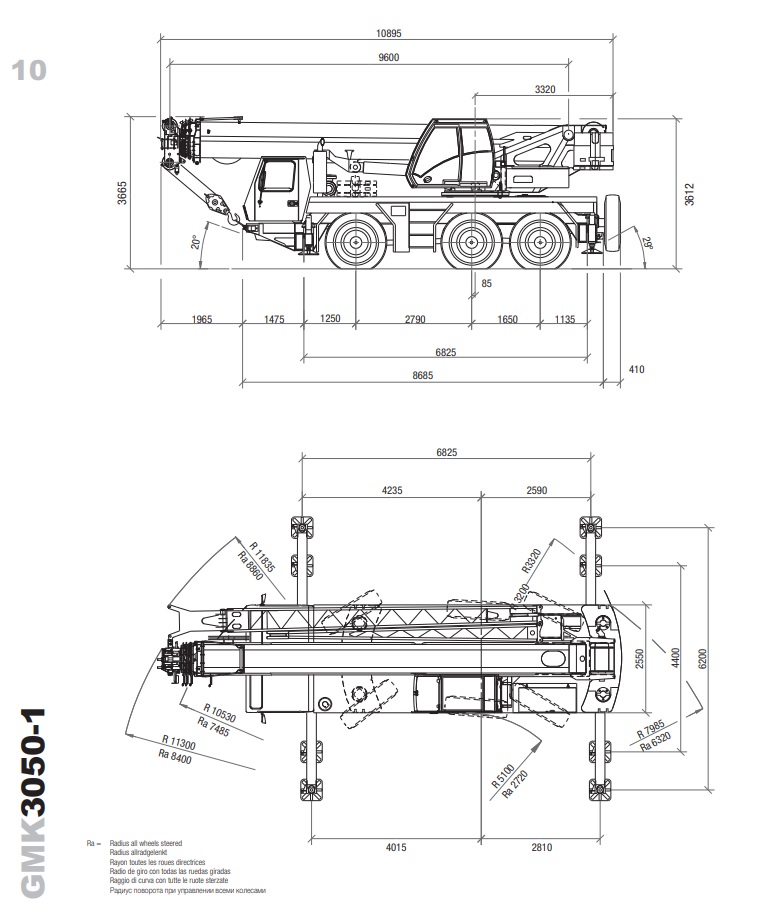 10895
10
9600
3320
3665
3612
20°
29°
85
1965
1475
1250
2790
1650
1135
6825
410
8685
6825
4235
2590
R 11835
Ra 8860
R3320
3200
2550
4400
6200
R 10530
Ra 7485
R 11300
Ra 8400
R 7985
Ra 6320
R 5100
Ra 2720
4015
2810
GMK3050-1
Ra = Radius all wheels steered
Radius allradgelenkt
Rayon toutes les roues directrices
Radio de giro con todas las ruedas giradas
Raggio di curva con tutte le ruote sterzate
Радиус поворота при управлении всеми колесами